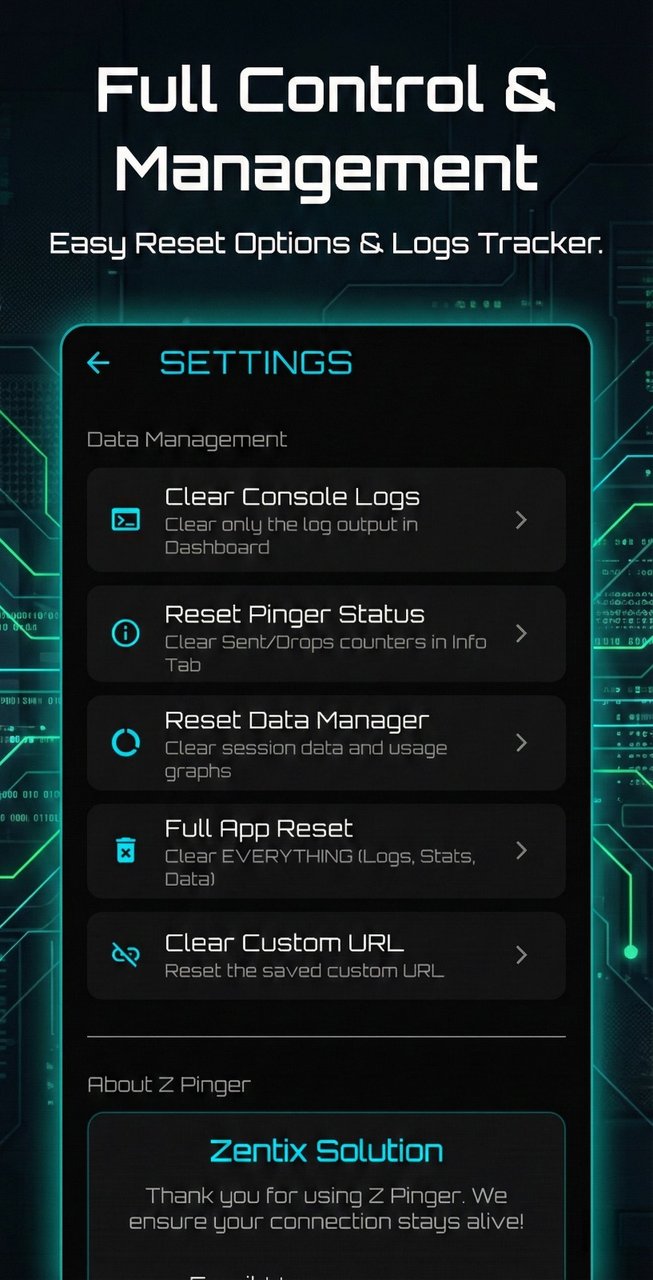 Full Control &
Management
Easy Reset Options & Logs Tracker.
SETTINGS
Data Management
Clear Console Logs
Clear only the log output in
Dashboard
Reset Pinger Status
Clear Sent/Drops counters in Info
Tab
Reset Data Manager
Clear session data and usage
graphs
Full App Reset
Clear EVERYTHING (Logs, Stats,
Data)
Clear Custom URL
Reset the saved custom URL
About Z Pinger
Zentix Solution
Thank you for using Z Pinger. We
ensure your connection stays alive!